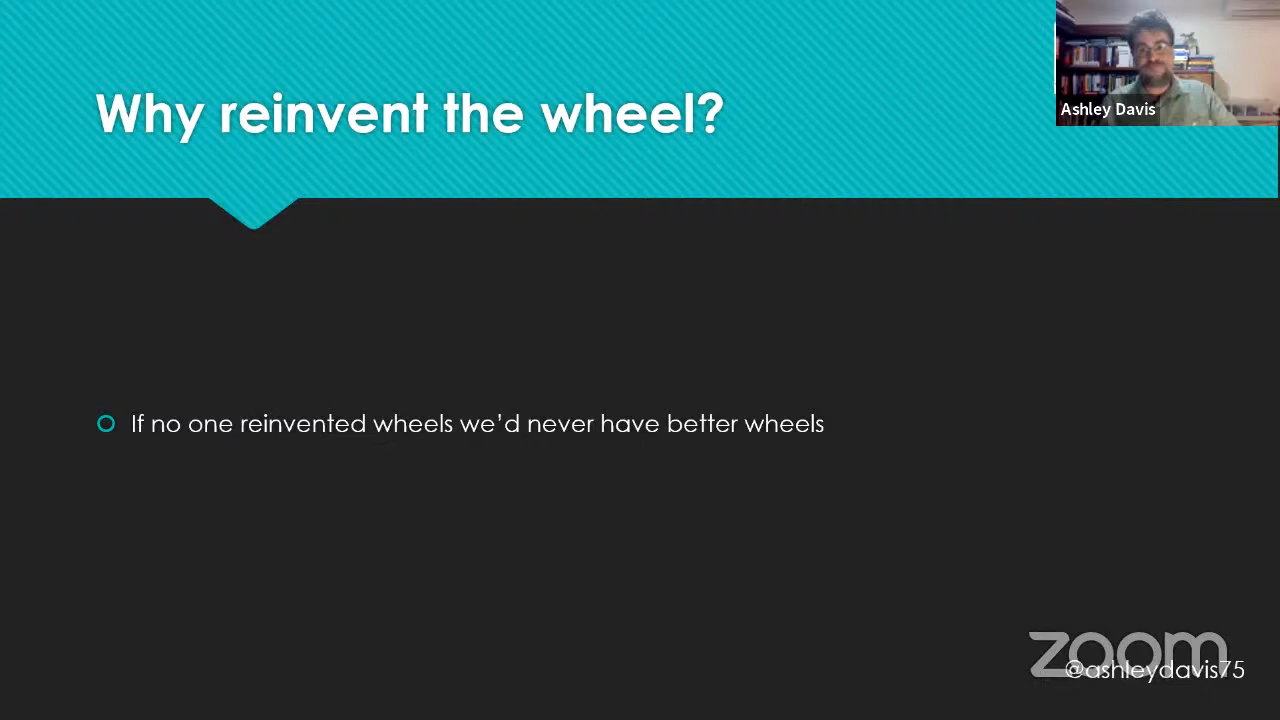 Why reinvent the wheel?
Ashley Davis
If no one reinvented wheels we’d never have better wheels
zoom
@ashleydavis75